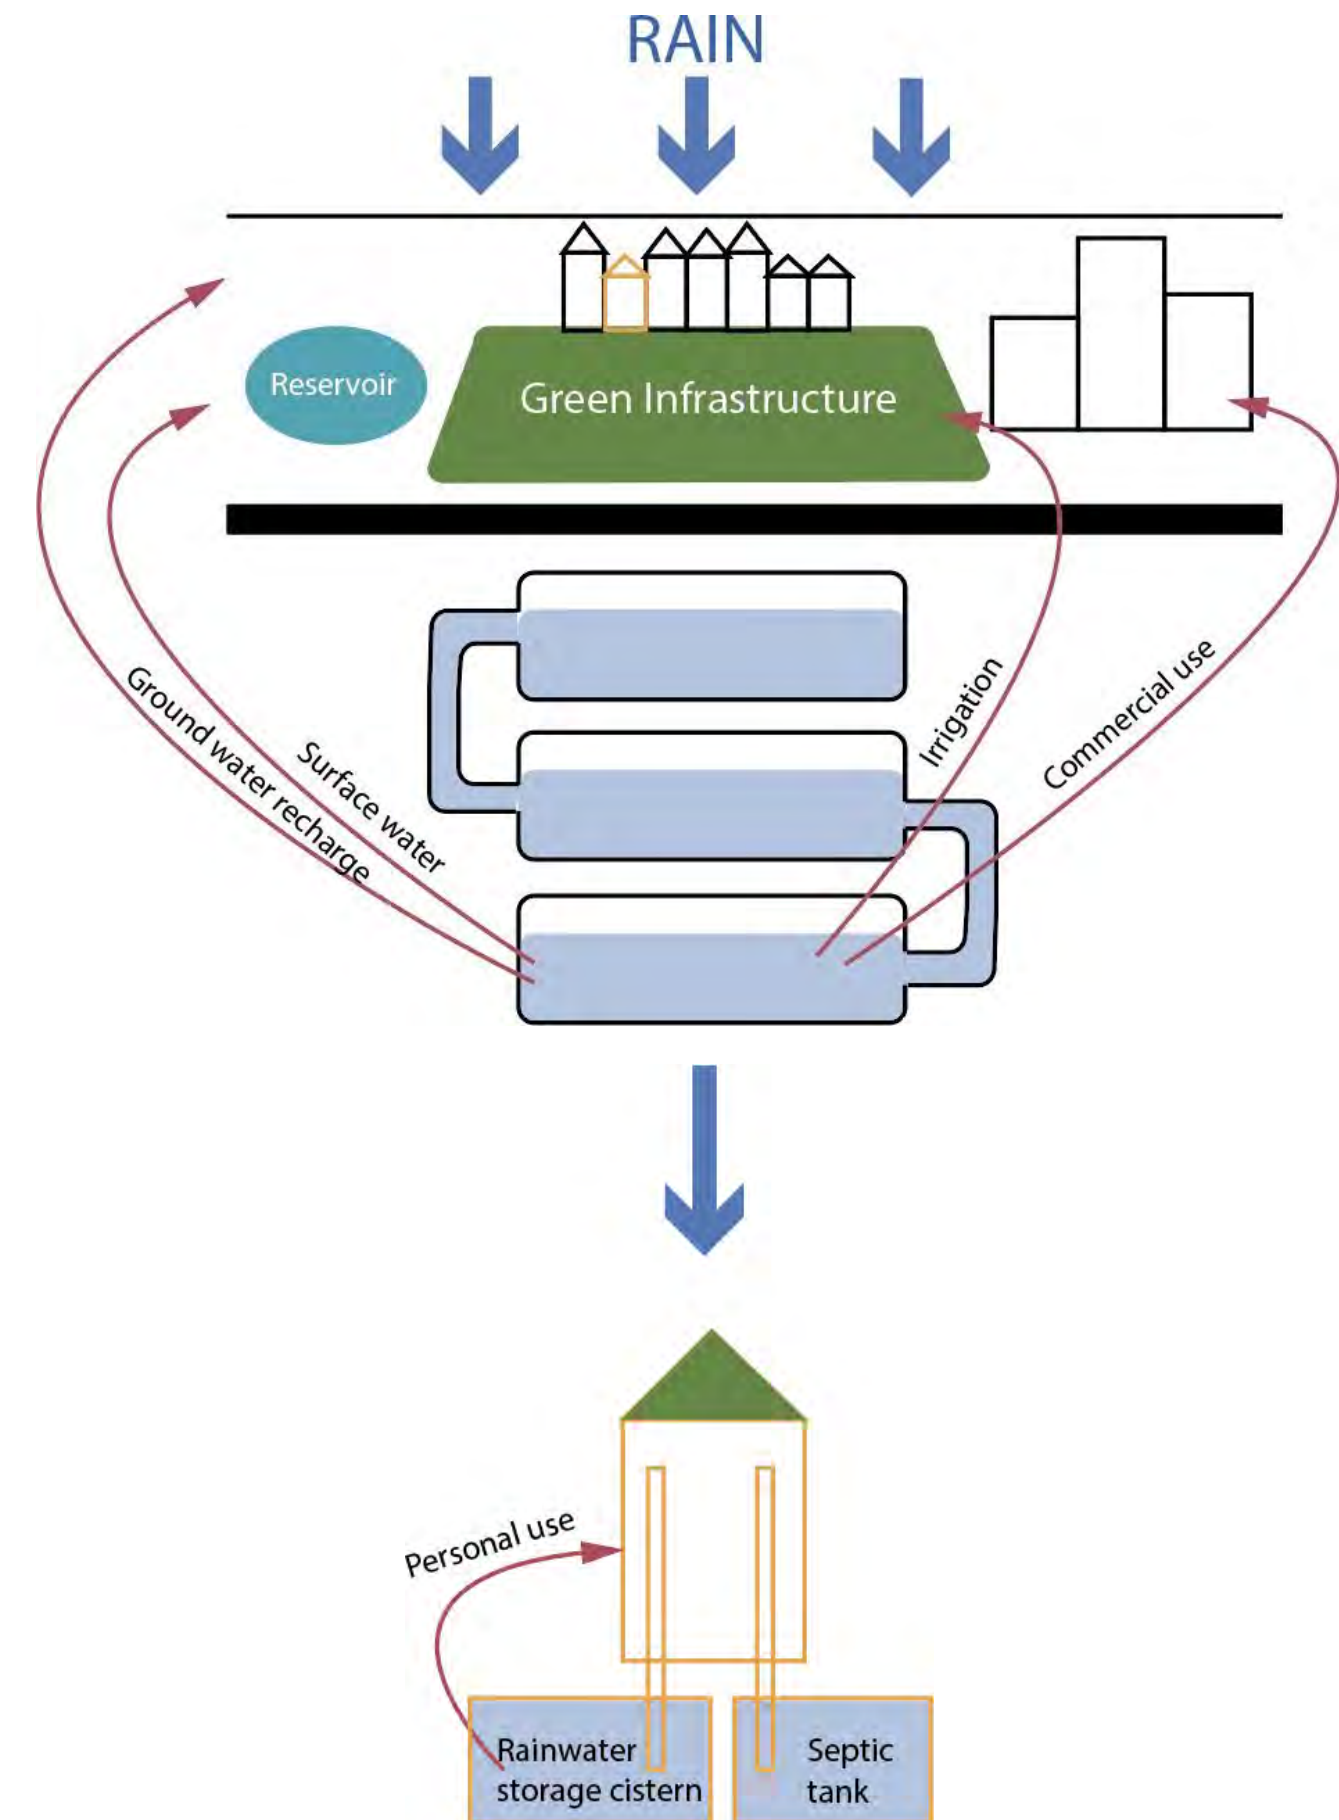 RAIN
Reservoir
Green Infrastructure
Ground water recharge
Surface water
Irrigation
Commercial use
Personal use
Rainwater
storage cistern
Septic
tank